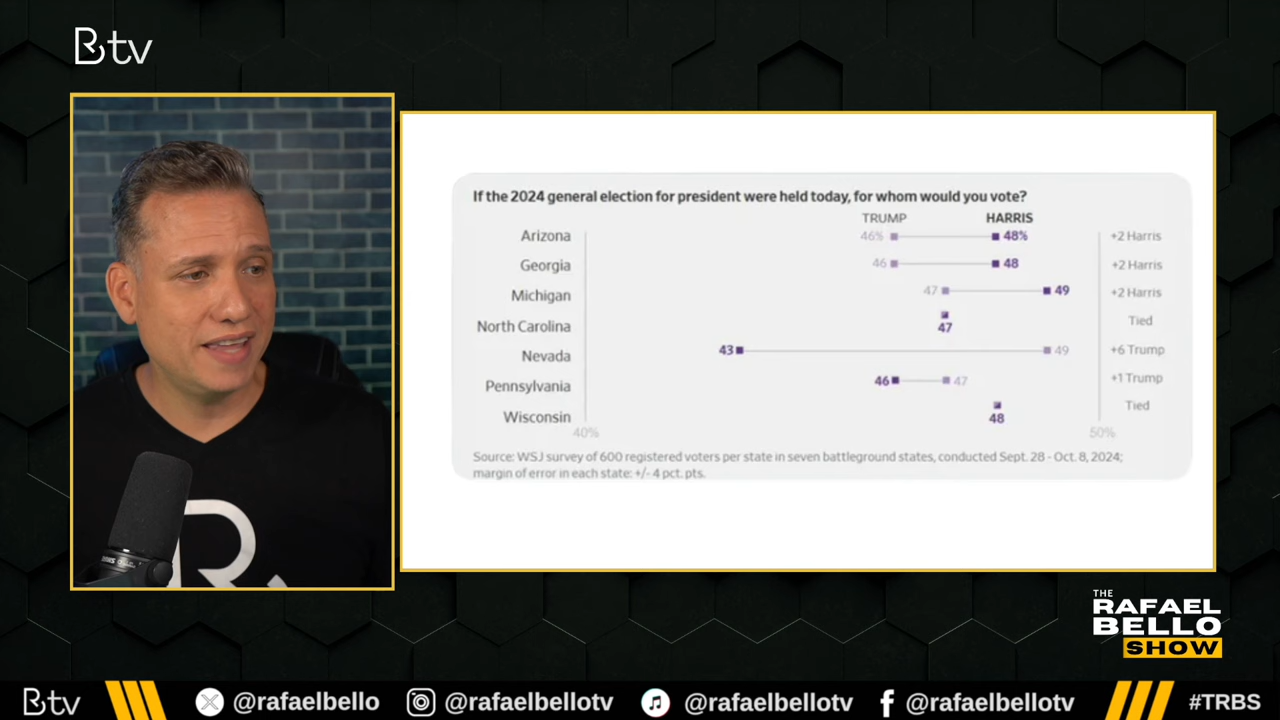 Btv
If the 2024 general election for president were held today, for whom would you vote?
TRUMP HARRIS
Arizona 46% 48% +2 Harris
Georgia 46 48 +2 Harris
Michigan 47 49 +2 Harris
North Carolina 47 Tied
Nevada 43 49 +6 Trump
Pennsylvania 46 47 +1 Trump
Wisconsin 48 Tied
40% 50%
Source: WSJ survey of 600 registered voters per state in seven battleground states, conducted Sept. 28 - Oct. 8, 2024;
margin of error in each state: +/- 4 pct. pts.
R
THE
RAFAEL
BELLO
SHOW
Btv @rafaelbello @rafaelbellotv @rafaelbellotv @rafaelbellotv #TRBS